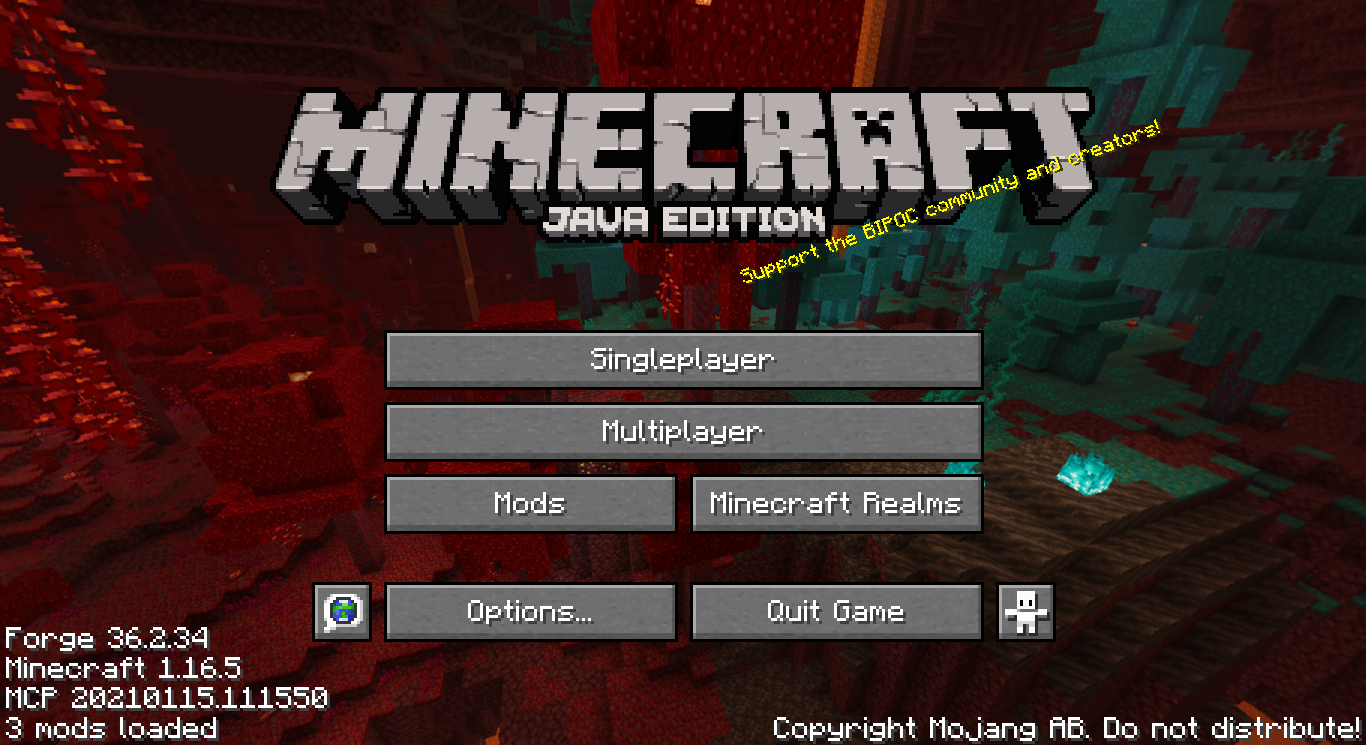 MINECRAFT
JAVA EDITION
Support the BIPOC community and creators!
Singleplayer
Multiplayer
Mods
Minecraft Realms
Options...
Quit Game
Forge 36.2.34
Minecraft 1.16.5
MCP 20210115.111550
3 mods loaded
Copyright Mojang AB. Do not distribute!